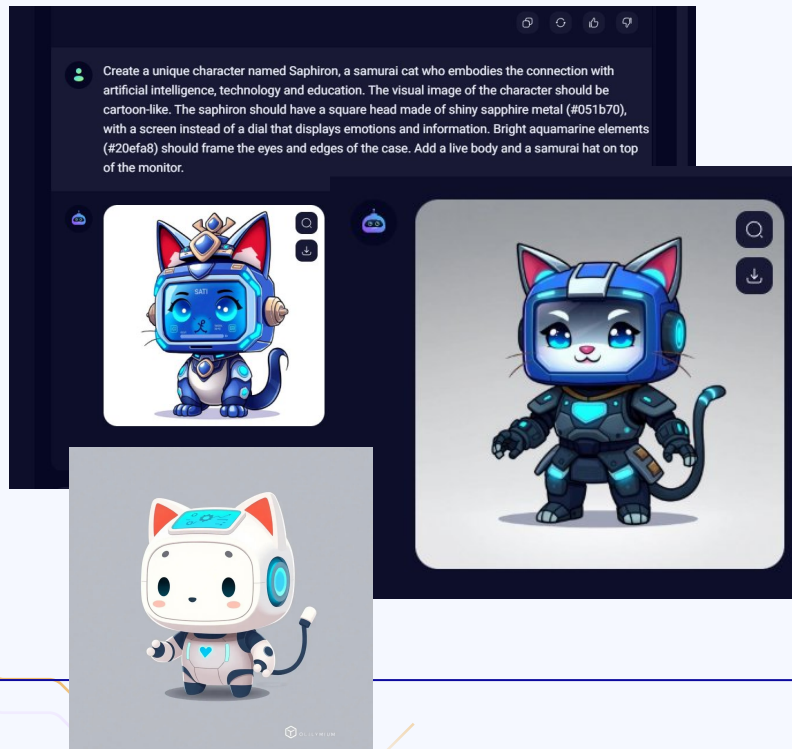 Create a unique character named Saphiron, a samurai cat who embodies the connection with
artificial intelligence, technology and education. The visual image of the character should be
cartoon-like. The saphiron should have a square head made of shiny sapphire metal (#051b70),
with a screen instead of a dial that displays emotions and information. Bright aquamarine elements
(#20efa8) should frame the eyes and edges of the case. Add a live body and a samurai hat on top
of the monitor.
SATI